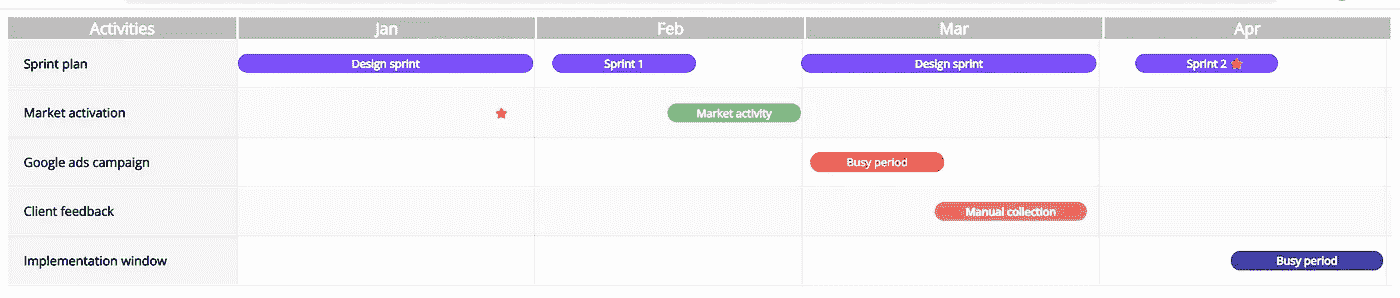 Activities Jan Feb Mar Apr
Sprint plan Design sprint Sprint 1 Design sprint Sprint 2
Market activation Market activity
Google ads campaign Busy period
Client feedback Manual collection
Implementation window Busy period